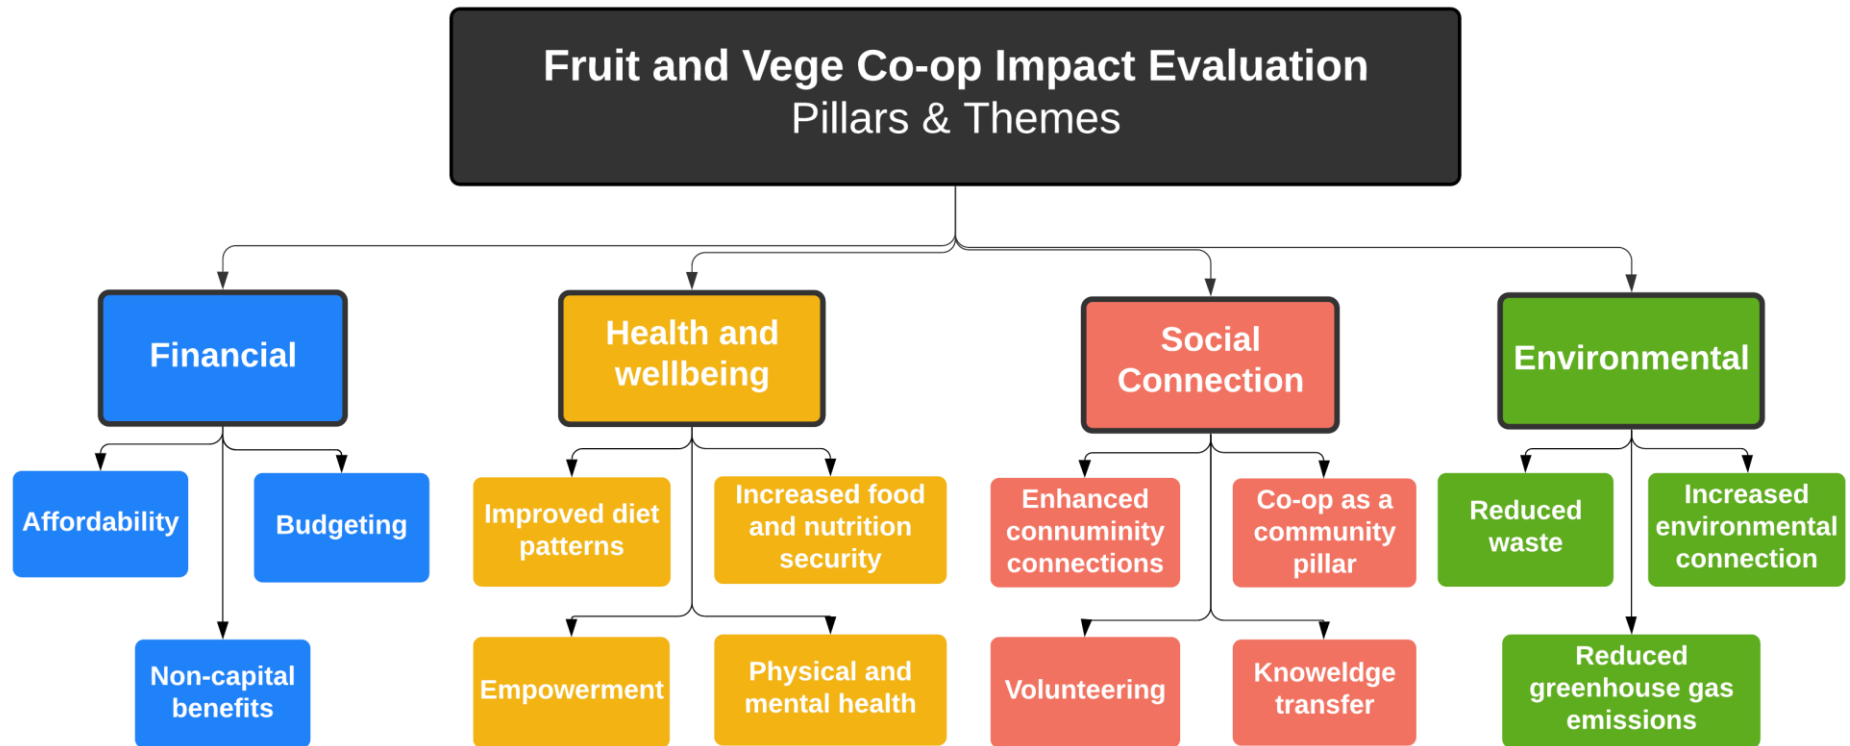 Fruit and Vege Co-op Impact Evaluation
Pillars & Themes
Financial
Health and
wellbeing
Social
Connection
Environmental
Affordability
Budgeting
Non-capital
benefits
Improved diet
patterns
Increased food
and nutrition
security
Empowerment
Physical and
mental health
Enhanced
connuminity
connections
Co-op as a
community
pillar
Volunteering
Knoweldge
transfer
Reduced
waste
Increased
environmental
connection
Reduced
greenhouse gas
emissions